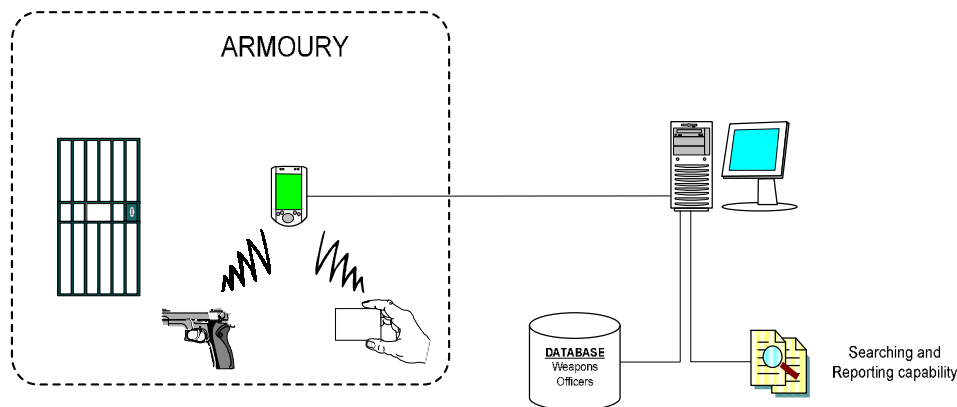 ARMOURY
DATABASE
Weapons
Officers
Searching and
Reporting capability